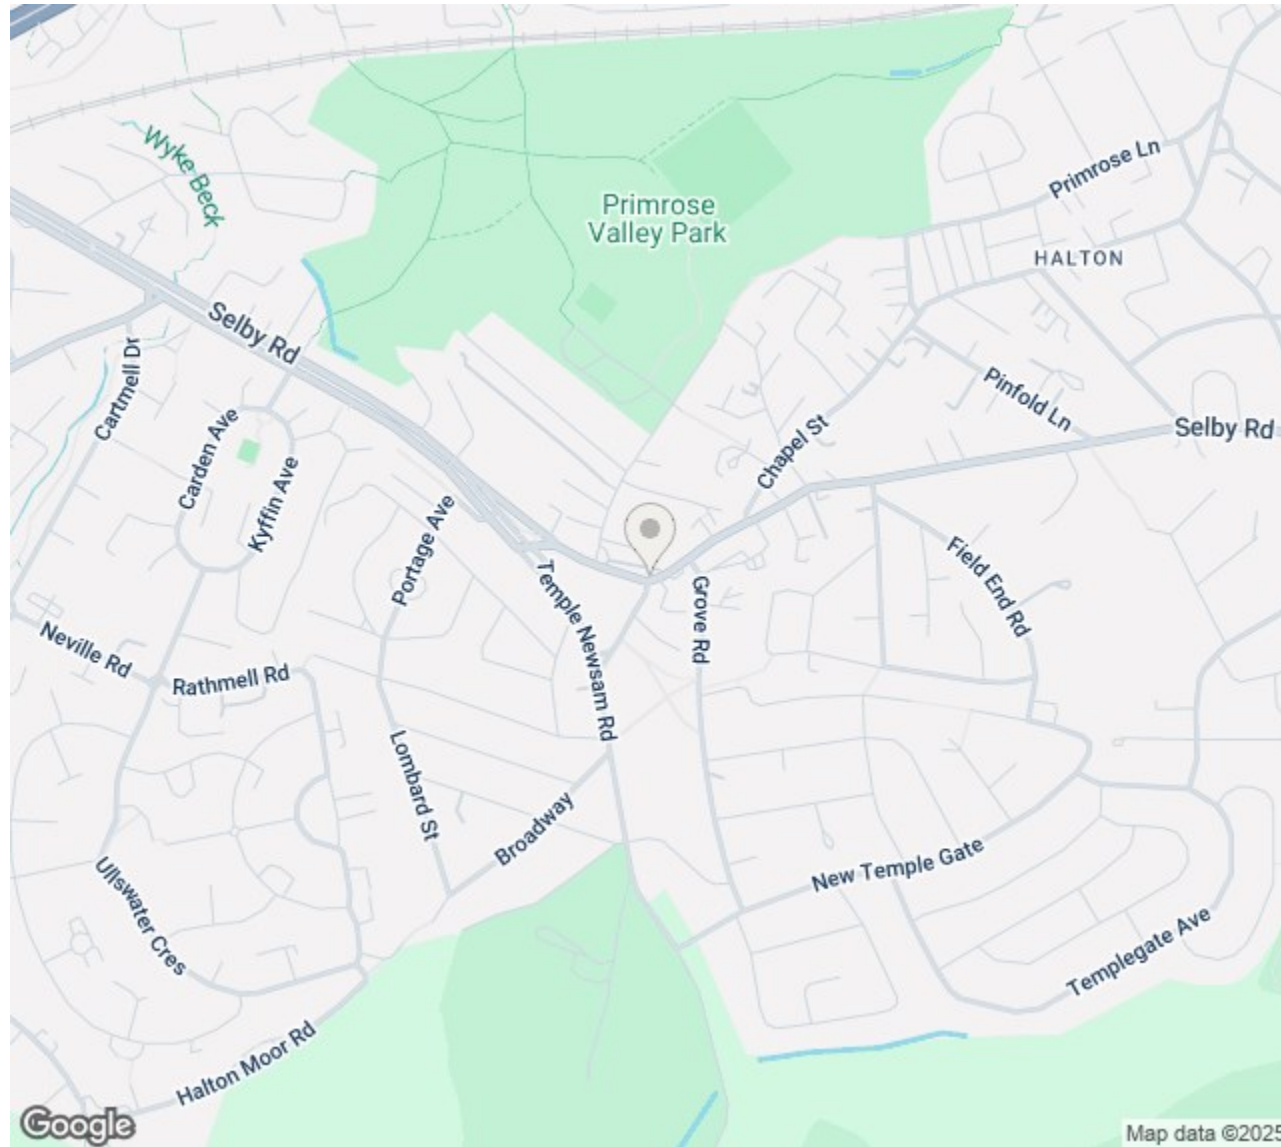 Wyke Beck
Primrose Ln
Primrose
Valley Park
HALTON
Selby Rd
Cartmell Dr
Pinfold Ln
Carden Ave
Chapel St
Selby Rd
Kyffin Ave
Portage Ave
Field End Rd
Temple Newsam Rd
Grove Rd
Neville Rd
Rathmell Rd
Lombard St
Broadway
New Temple Gate
Ullswater Cres
Templegate Ave
Halton Moor Rd
Google
Map data ©2025